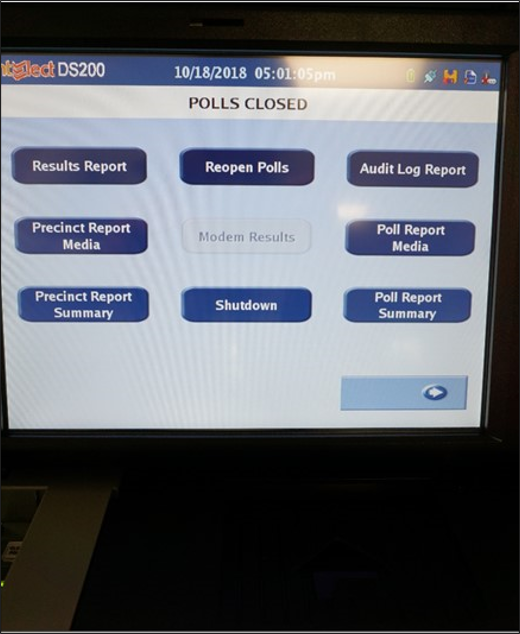 lect DS200 10/18/2018 05:01:05pm
POLLS CLOSED
Results Report Reopen Polls Audit Log Report
Precinct Report
Media
Modem Results
Poll Report
Media
Precinct Report
Summary
Shutdown
Poll Report
Summary